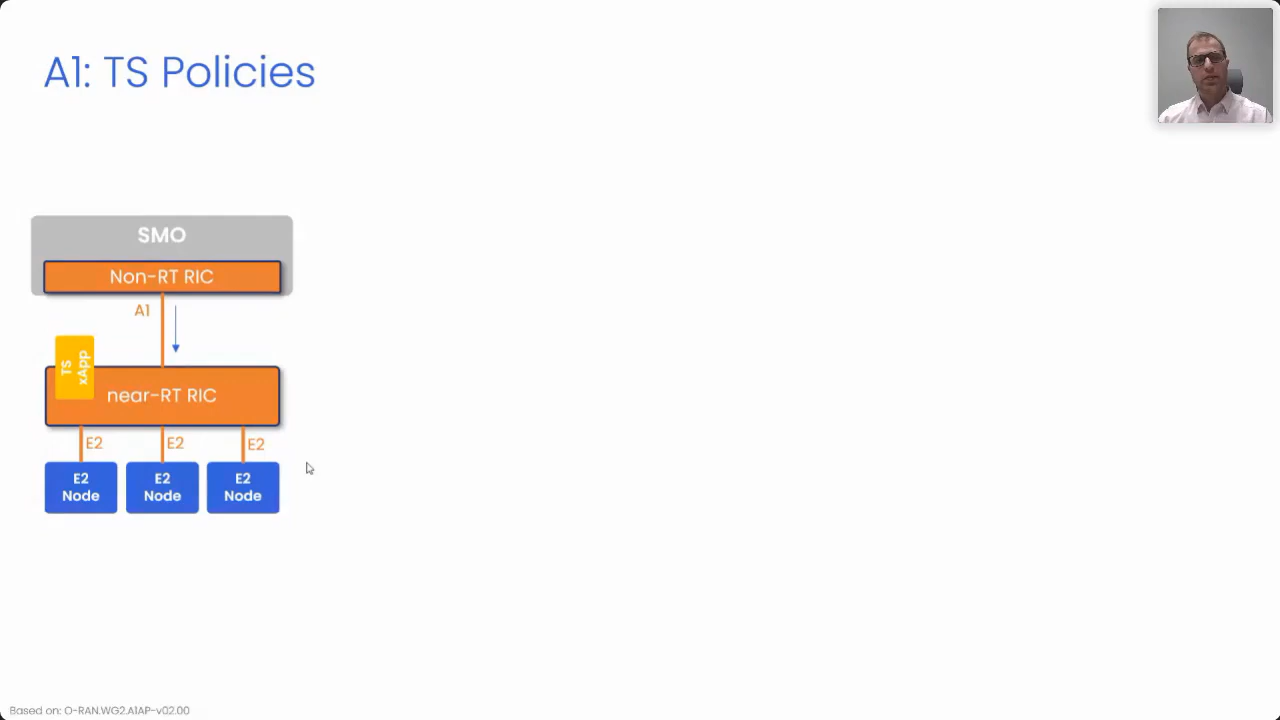 A1: TS Policies
SMO
Non-RT RIC
A1
TS
xApp
near-RT RIC
E2
E2
E2
E2
Node
E2
Node
E2
Node
Based on: O-RAN.WG2.A1AP-v02.00